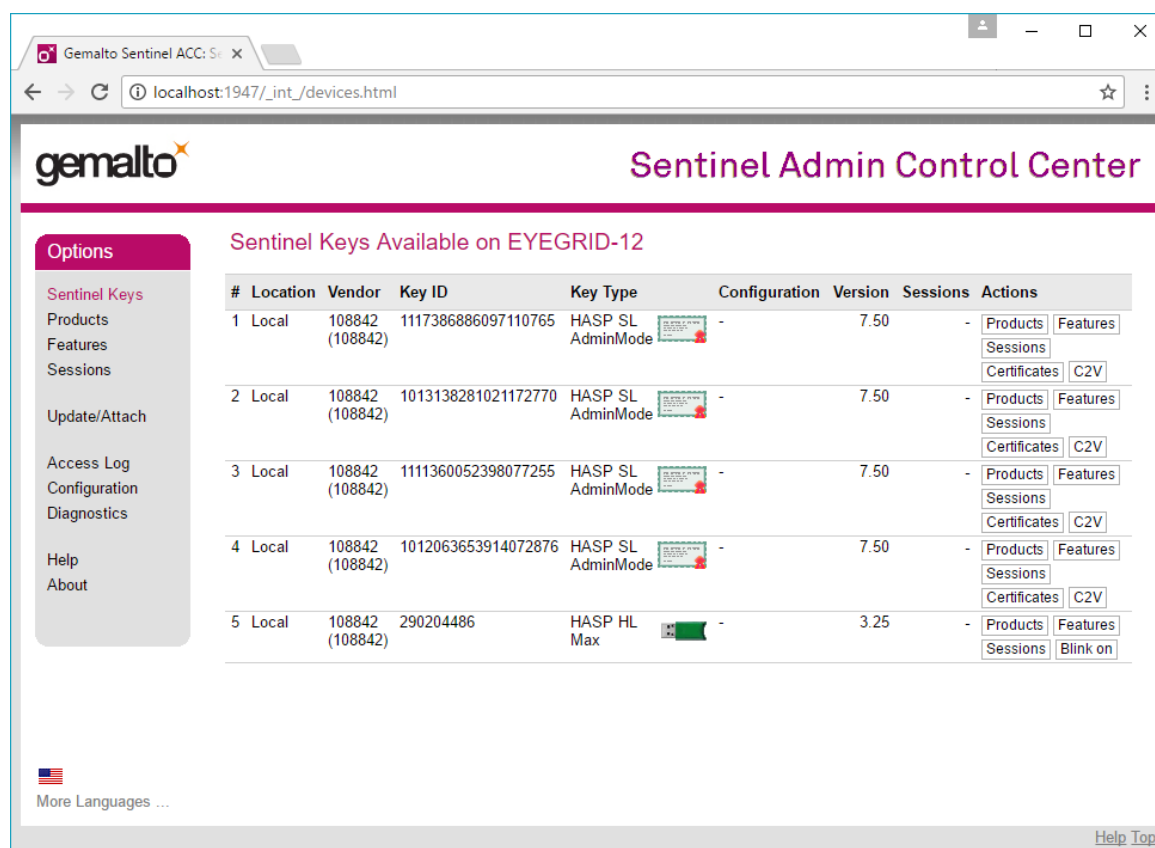 Gemalto Sentinel ACC: Se
localhost:1947/_int_/devices.html
gemalto
Sentinel Admin Control Center
Options
Sentinel Keys
Products
Features
Sessions
Update/Attach
Access Log
Configuration
Diagnostics
Help
About
Sentinel Keys Available on EYEGRID-12
# Location Vendor Key ID Key Type Configuration Version Sessions Actions
1 Local 108842 1117386886097110765 HASP SL - 7.50 - Products Features
(108842) AdminMode Sessions
Certificates C2V
2 Local 108842 1013138281021172770 HASP SL - 7.50 - Products Features
(108842) AdminMode Sessions
Certificates C2V
3 Local 108842 1111360052398077255 HASP SL - 7.50 - Products Features
(108842) AdminMode Sessions
Certificates C2V
4 Local 108842 1012063653914072876 HASP SL - 7.50 - Products Features
(108842) AdminMode Sessions
Certificates C2V
5 Local 108842 290204486 HASP HL - 3.25 - Products Features
(108842) Max Sessions Blink on
More Languages ...
Help Top